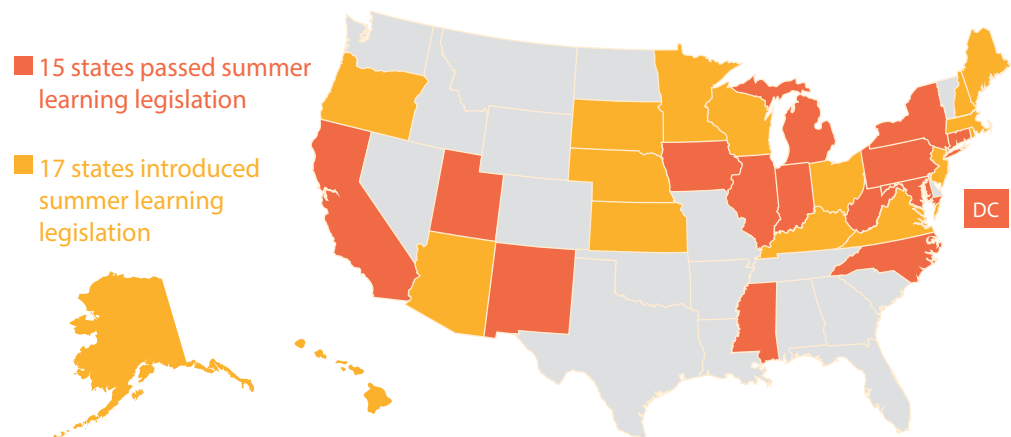 15 states passed summer
learning legislation
17 states introduced
summer learning
legislation
DC